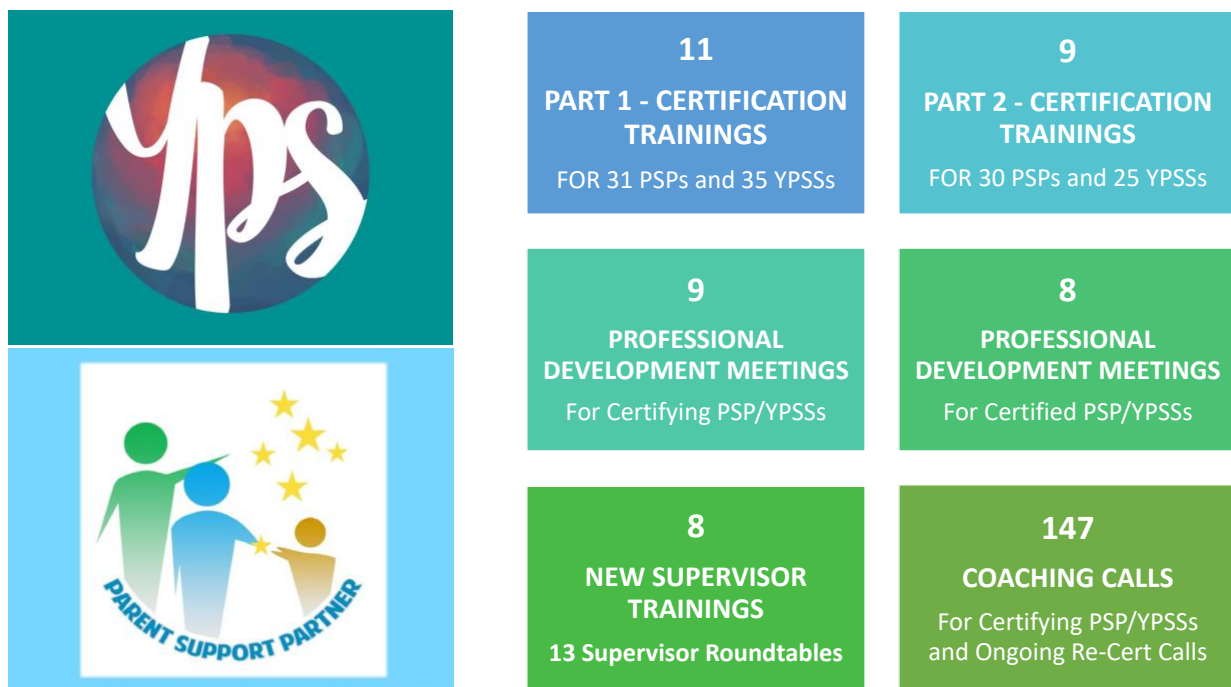 yps
PARENT SUPPORT PARTNER
11
PART 1 - CERTIFICATION
TRAININGS
FOR 31 PSPs and 35 YPSSs
9
PART 2 - CERTIFICATION
TRAININGS
FOR 30 PSPs and 25 YPSSs
9
PROFESSIONAL
DEVELOPMENT MEETINGS
For Certifying PSP/YPSSs
8
PROFESSIONAL
DEVELOPMENT MEETINGS
For Certified PSP/YPSSs
8
NEW SUPERVISOR
TRAININGS
13 Supervisor Roundtables
147
COACHING CALLS
For Certifying PSP/YPSSs
and Ongoing Re-Cert Calls